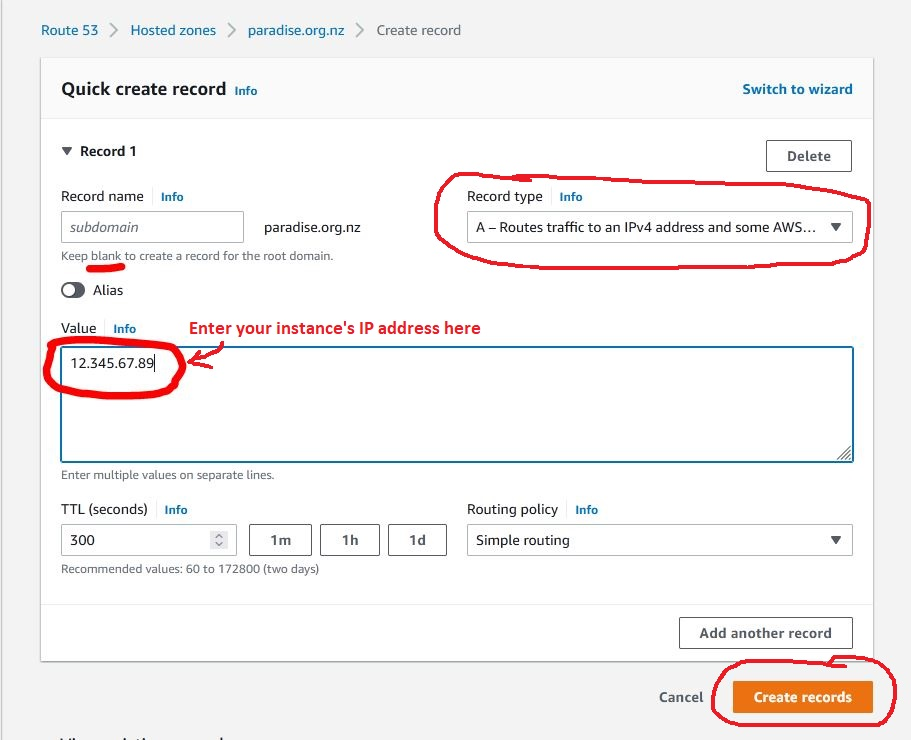 Route 53 > Hosted zones > paradise.org.nz > Create record
Quick create record Info
Switch to wizard
▼ Record 1
Delete
Record name Info
Record type Info
subdomain
paradise.org.nz
A – Routes traffic to an IPv4 address and some AWS...
Keep blank to create a record for the root domain.
Alias
Value Info
Enter your instance's IP address here
12.345.67.89
Enter multiple values on separate lines.
TTL (seconds) Info
Routing policy Info
300
1m
1h
1d
Simple routing
Recommended values: 60 to 172800 (two days)
Add another record
Cancel
Create records